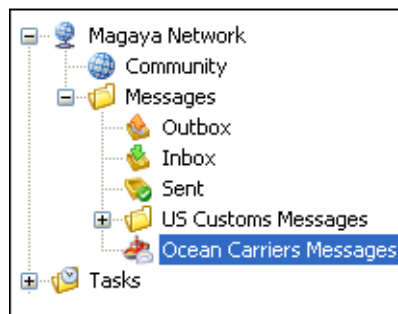 Magaya Network
Community
Messages
Outbox
Inbox
Sent
US Customs Messages
Ocean Carriers Messages
Tasks